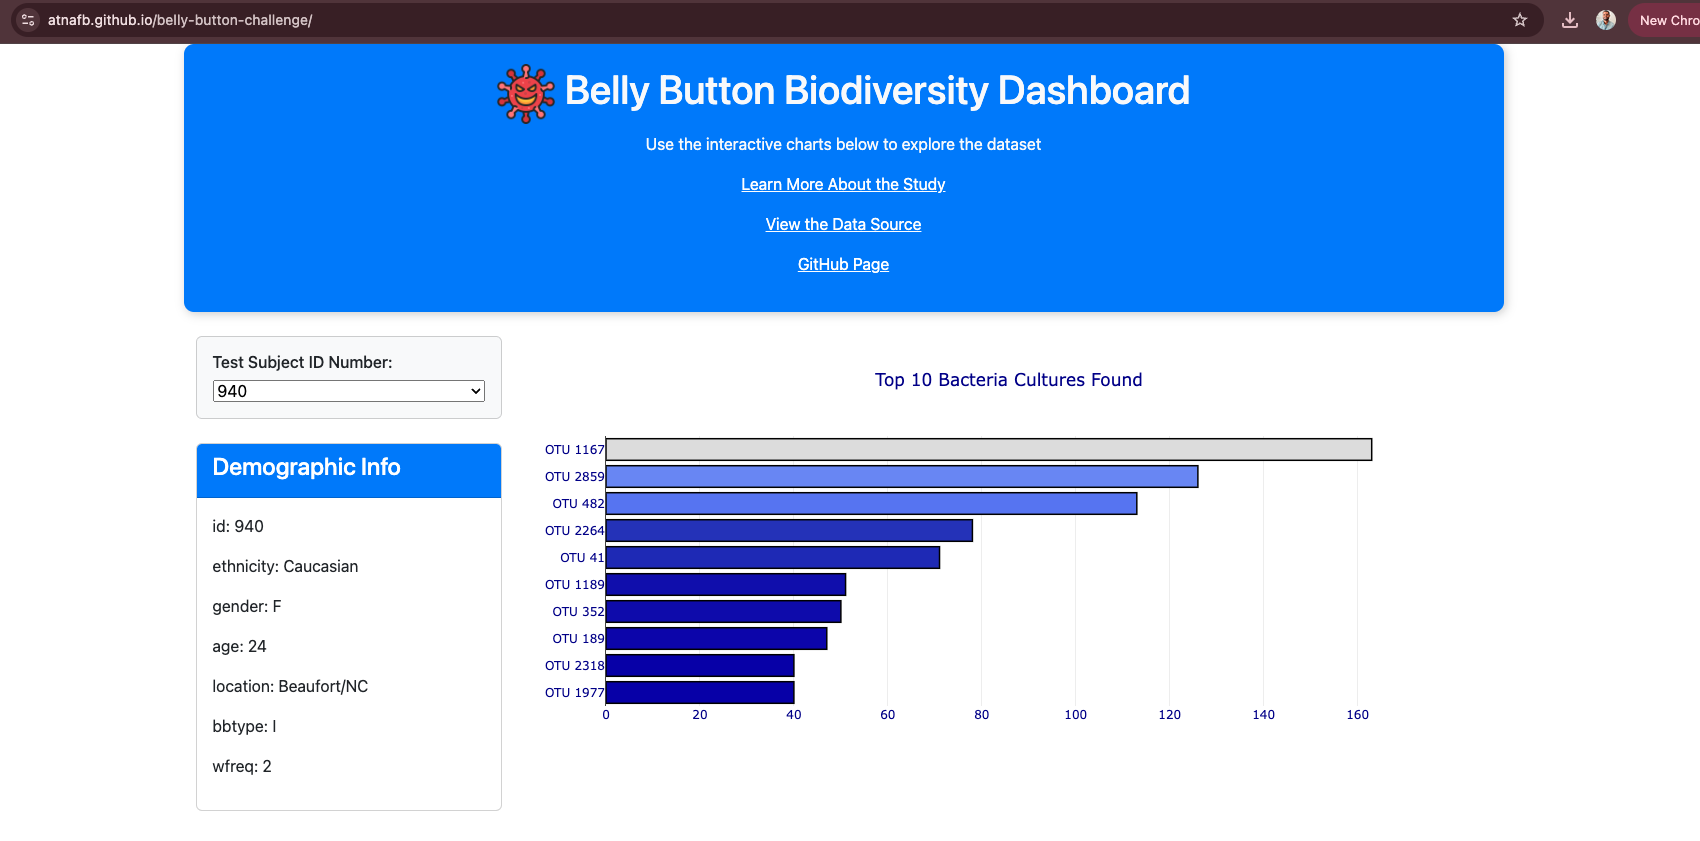 atnafb.github.io/belly-button-challenge/
New Chro
Belly Button Biodiversity Dashboard
Use the interactive charts below to explore the dataset
Learn More About the Study
View the Data Source
GitHub Page
Test Subject ID Number:
940
Demographic Info
id: 940
ethnicity: Caucasian
gender: F
age: 24
location: Beaufort/NC
bbtype: I
wfreq: 2
Top 10 Bacteria Cultures Found
OTU 1167
OTU 2859
OTU 482
OTU 2264
OTU 41
OTU 1189
OTU 352
OTU 189
OTU 2318
OTU 1977
0 20 40 60 80 100 120 140 160